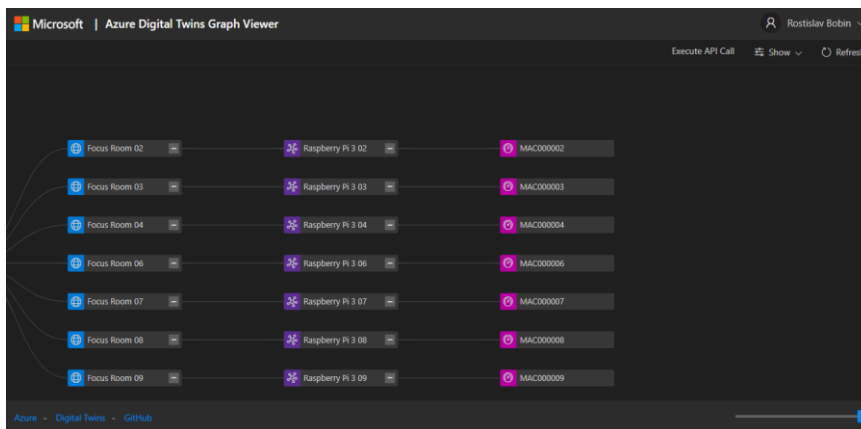 Microsoft | Azure Digital Twins Graph Viewer
Rostislav Bobin
Execute API Call Show Refresh
Focus Room 02 Raspberry Pi 3 02 MAC000002
Focus Room 03 Raspberry Pi 3 03 MAC000003
Focus Room 04 Raspberry Pi 3 04 MAC000004
Focus Room 06 Raspberry Pi 3 06 MAC000006
Focus Room 07 Raspberry Pi 3 07 MAC000007
Focus Room 08 Raspberry Pi 3 08 MAC000008
Focus Room 09 Raspberry Pi 3 09 MAC000009
Azure - Digital Twins - GitHub